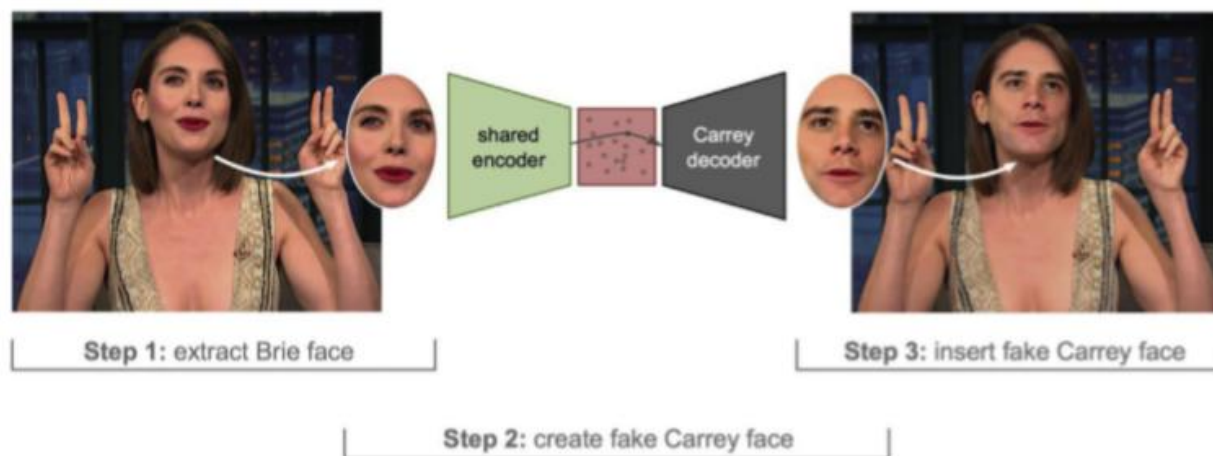 shared
encoder
Carrey
decoder
Step 1: extract Brie face
Step 3: insert fake Carrey face
Step 2: create fake Carrey face